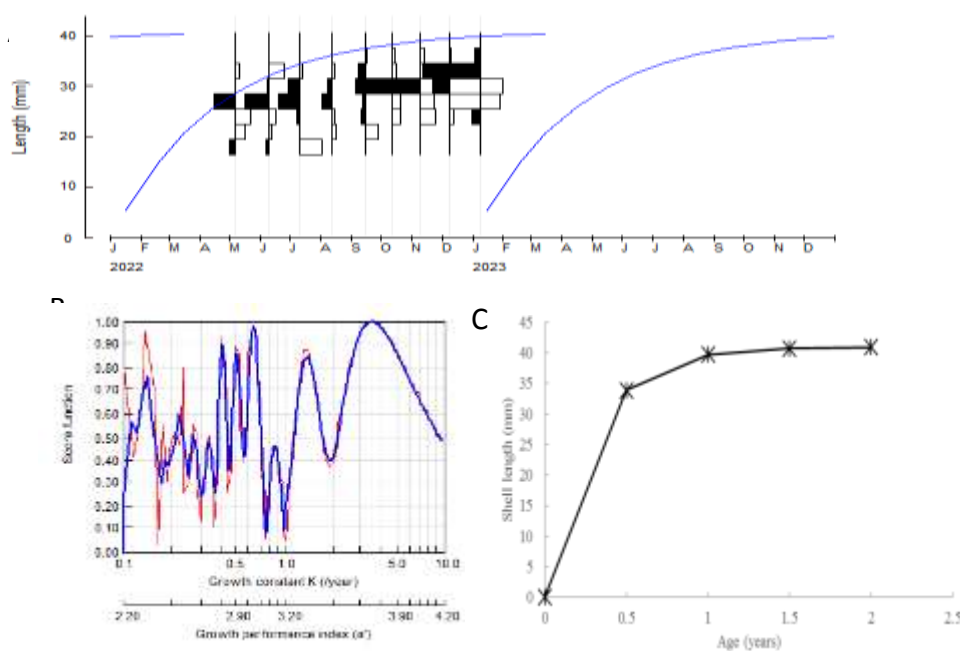 40
30
20
10
0
Length (mm)
J F M A M J J A S O N D J F M A M J J A S O N D
2022 2023
C
1.00
0.90
0.80
0.70
0.60
0.50
0.40
0.30
0.20
0.10
0.00
Score function
0.1 0.5 1.0 5.0 10.0
Growth constant K (/year)
2.20 2.90 3.20 3.90 4.20
Growth performance index (ø')
45
40
35
30
25
20
15
10
5
0
Shell length (mm)
0 0.5 1 1.5 2 2.5
Age (years)